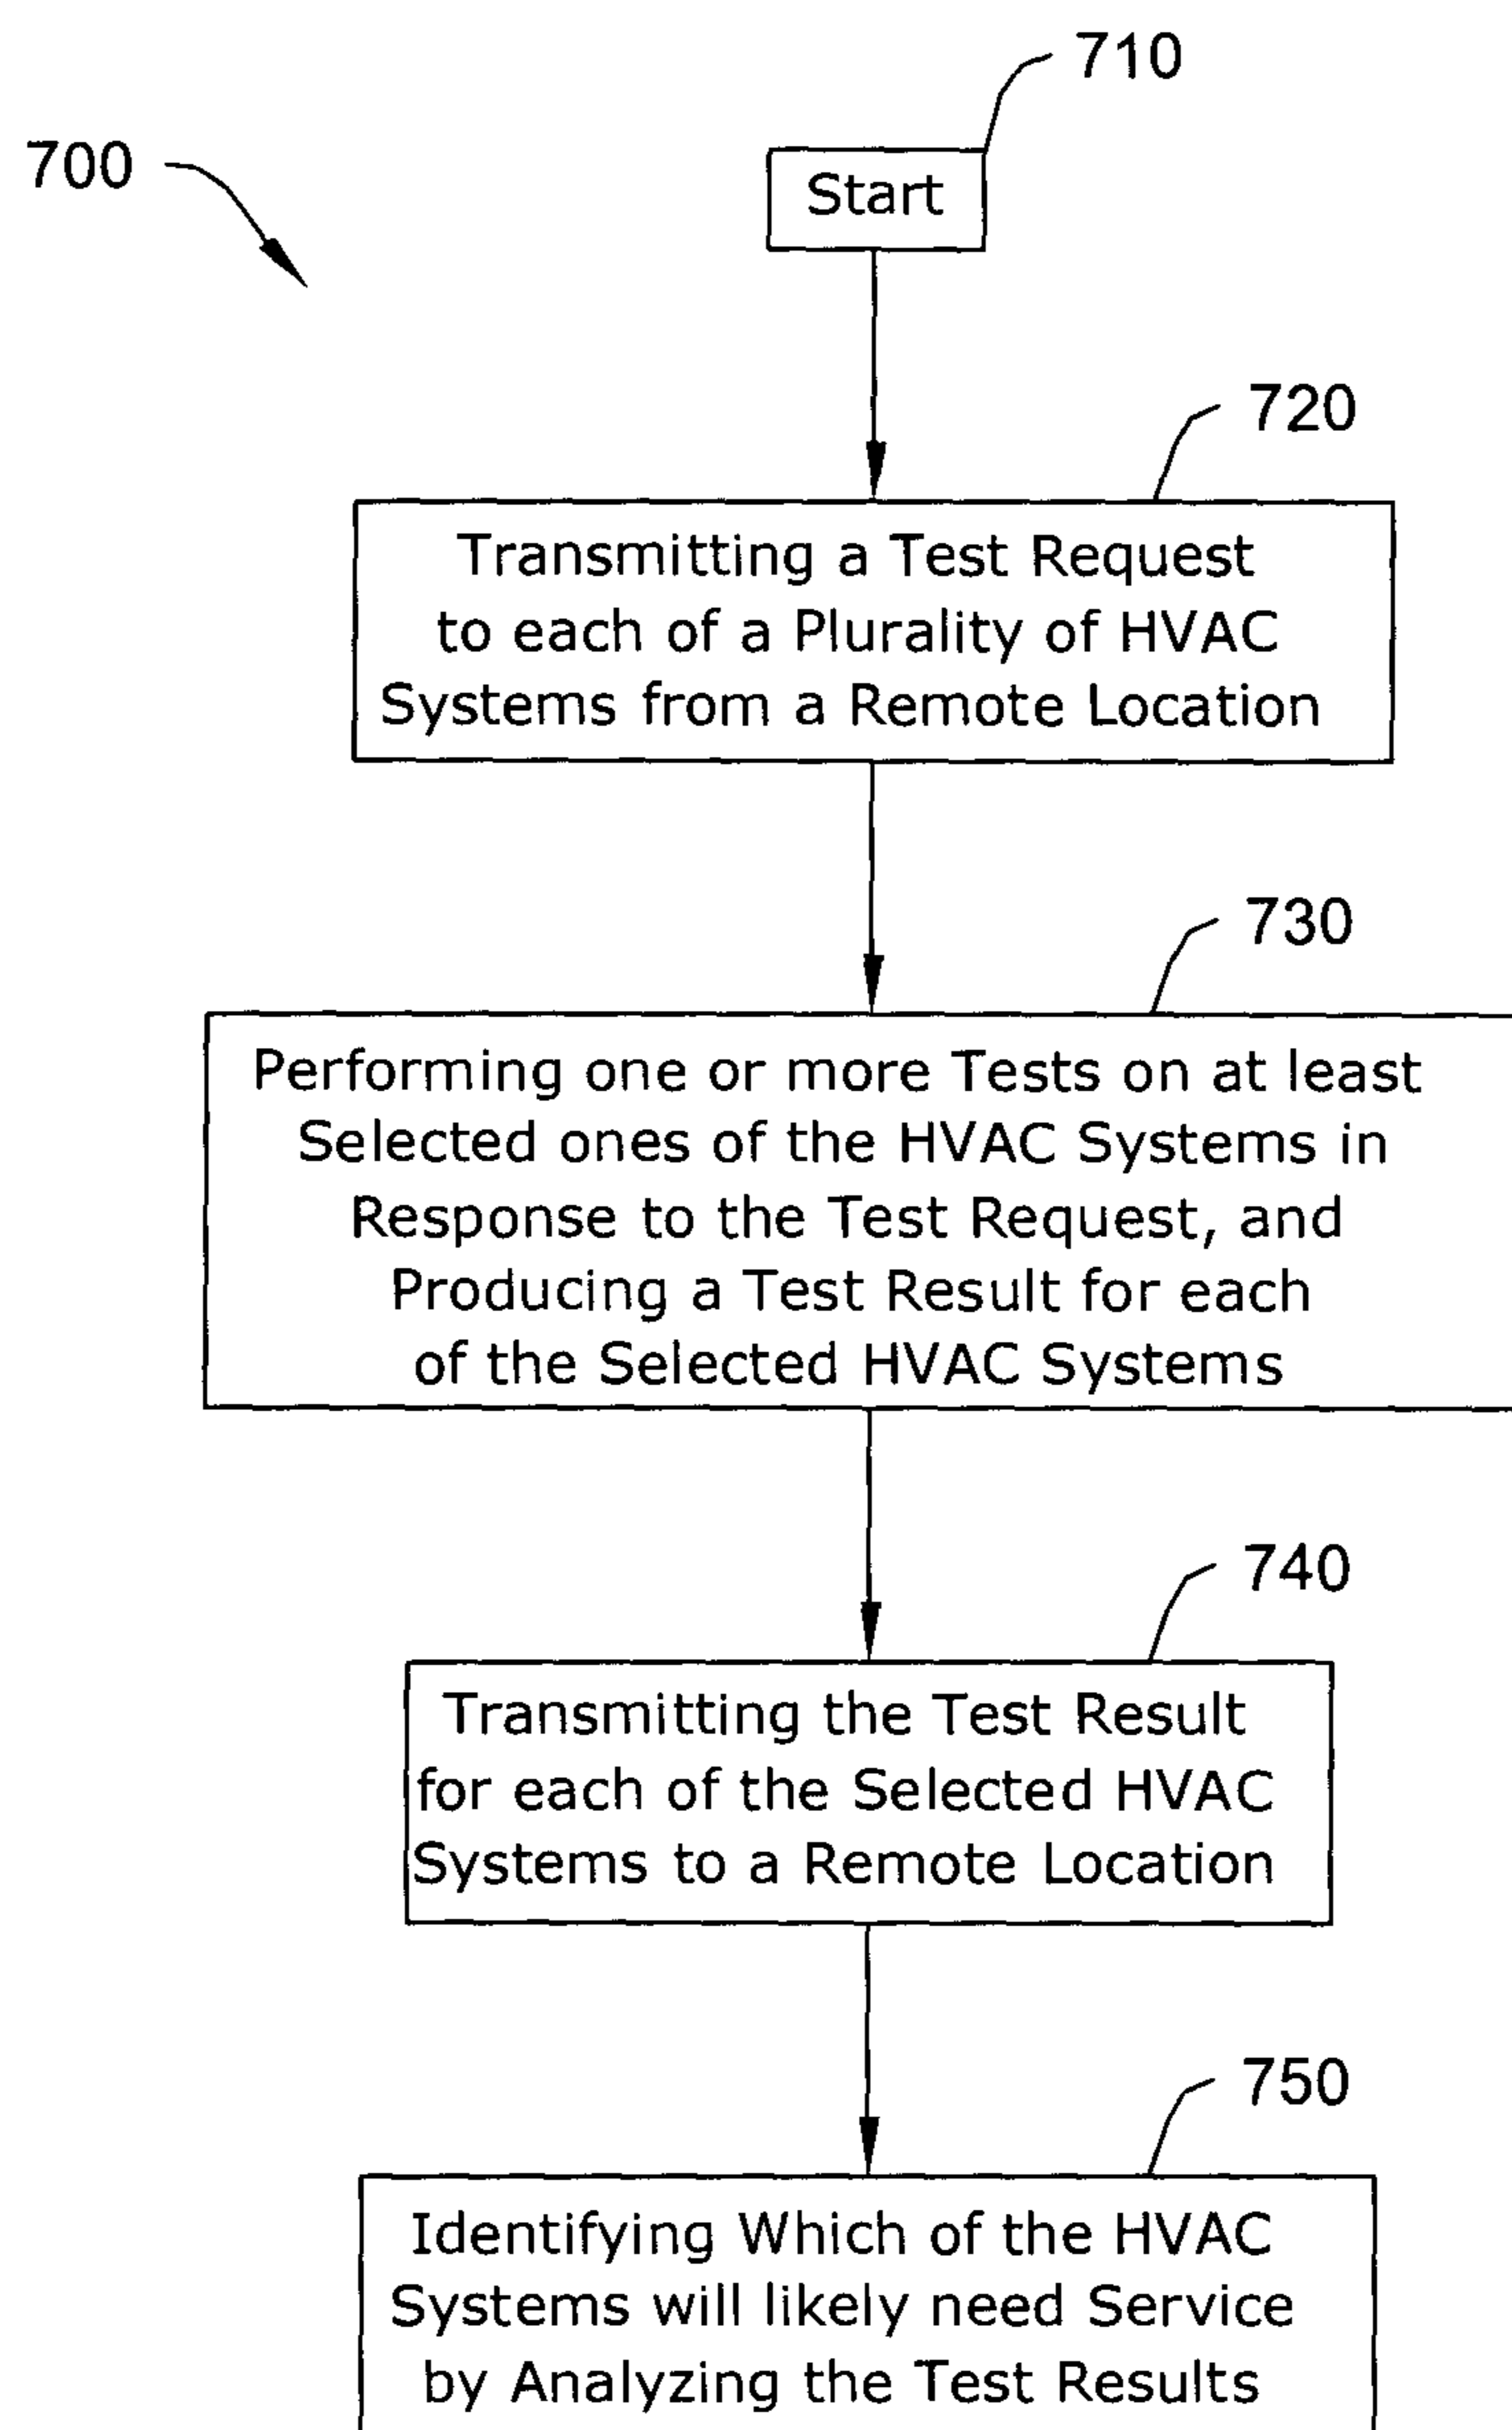 710
700
Start
720
Transmitting a Test Request
to each of a Plurality of HVAC
Systems from a Remote Location
730
Performing one or more Tests on at least
Selected ones of the HVAC Systems in
Response to the Test Request, and
Producing a Test Result for each
of the Selected HVAC Systems
740
Transmitting the Test Result
for each of the Selected HVAC
Systems to a Remote Location
750
Identifying Which of the HVAC
Systems will likely need Service
by Analyzing the Test Results